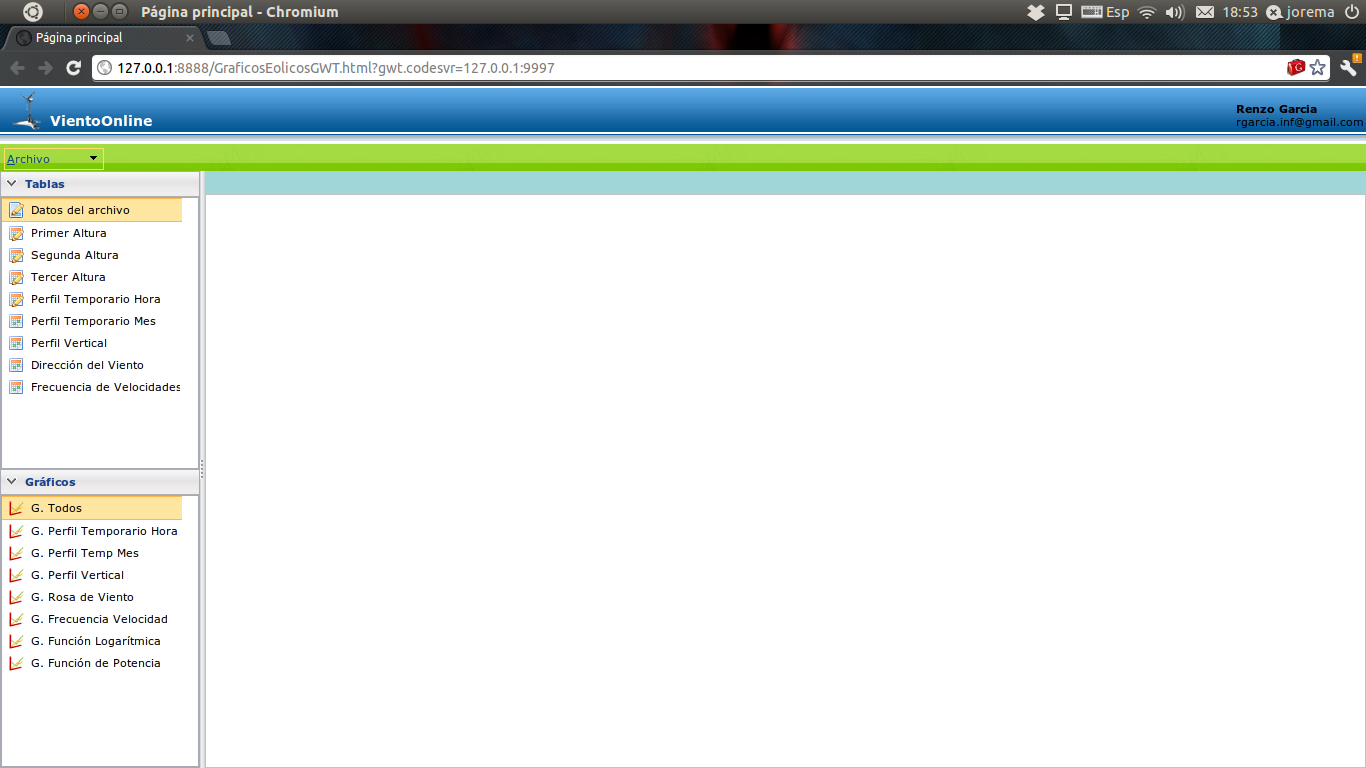 Página principal - Chromium
Esp
18:53
jorema
Página principal
127.0.0.1:8888/GraficosEolicosGWT.html?gwt.codesvr=127.0.0.1:9997
VientoOnline
Renzo Garcia
rgarcia.inf@gmail.com
Archivo
Tablas
Datos del archivo
Primer Altura
Segunda Altura
Tercer Altura
Perfil Temporario Hora
Perfil Temporario Mes
Perfil Vertical
Dirección del Viento
Frecuencia de Velocidades
Gráficos
G. Todos
G. Perfil Temporario Hora
G. Perfil Temp Mes
G. Perfil Vertical
G. Rosa de Viento
G. Frecuencia Velocidad
G. Función Logarítmica
G. Función de Potencia